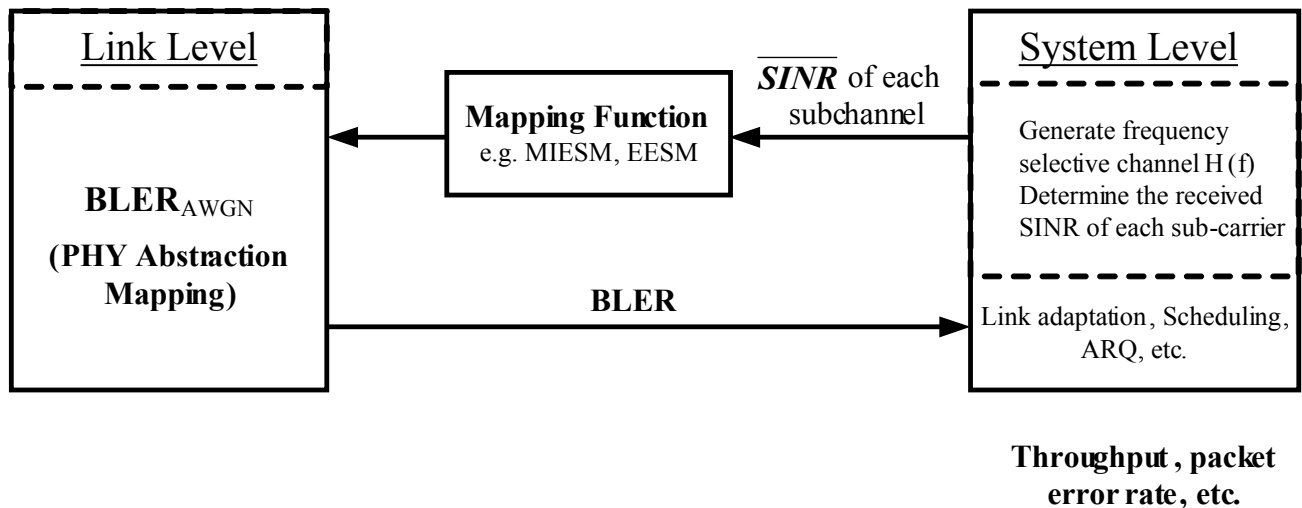 Link Level
BLERAWGN
(PHY Abstraction
Mapping)
Mapping Function
e.g. MIESM, EESM
SINR of each
subchannel
BLER
System Level
Generate frequency
selective channel H (f)
Determine the received
SINR of each sub-carrier
Link adaptation, Scheduling,
ARQ, etc.
Throughput, packet
error rate, etc.